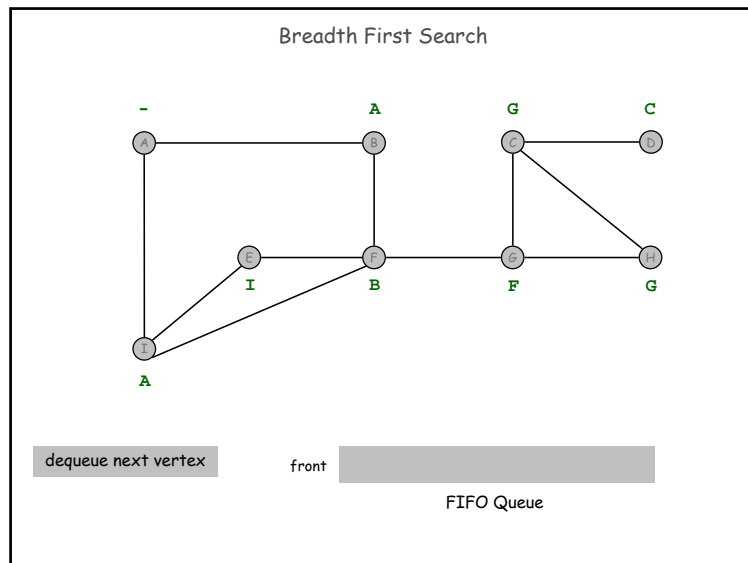 Breadth First Search
- A G C
A B C D
E F G H
I B F G
I
A
dequeue next vertex
front
FIFO Queue